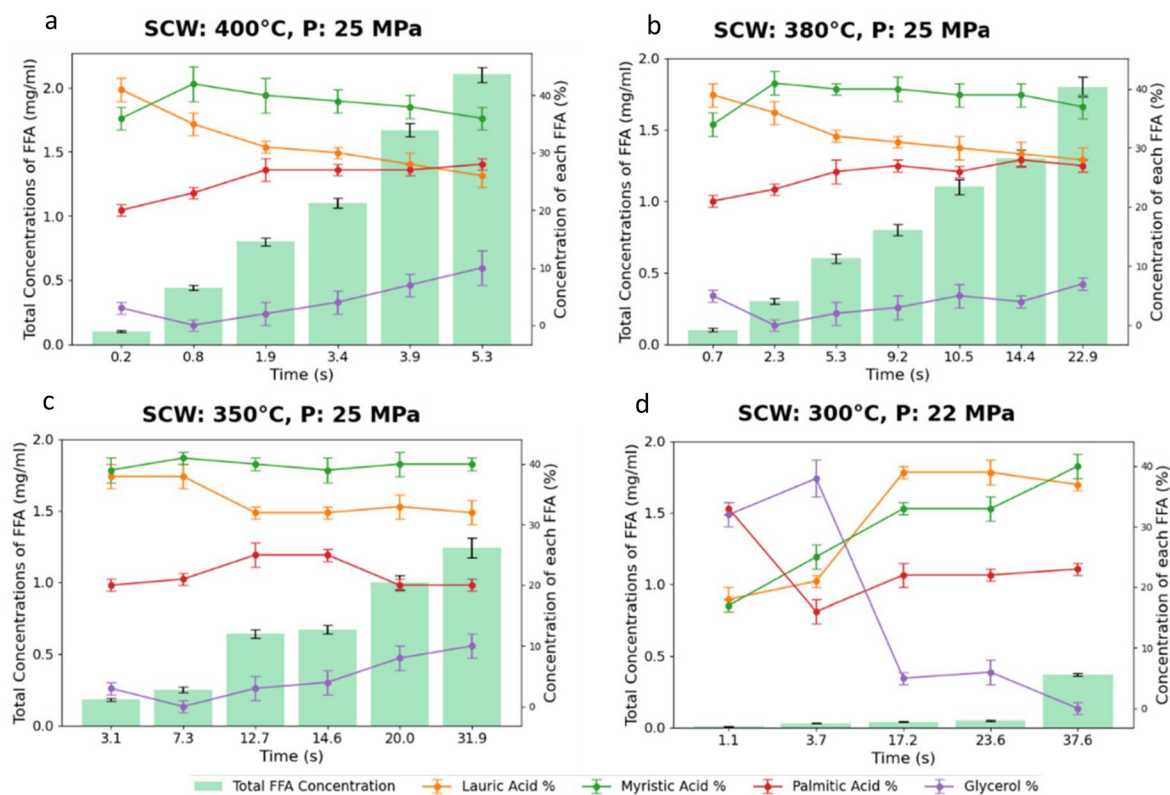 a
SCW: 400°C, P: 25 MPa
Total Concentrations of FFA (mg/ml)
2.0
1.5
1.0
0.5
0.0
40
30
20
10
0
Concentration of each FFA (%)
0.2 0.8 1.9 3.4 3.9 5.3
Time (s)
b
SCW: 380°C, P: 25 MPa
Total Concentrations of FFA (mg/ml)
2.0
1.5
1.0
0.5
0.0
40
30
20
10
0
Concentration of each FFA (%)
0.7 2.3 5.3 9.2 10.5 14.4 22.9
Time (s)
c
SCW: 350°C, P: 25 MPa
Total Concentrations of FFA (mg/ml)
2.0
1.5
1.0
0.5
0.0
40
30
20
10
0
Concentration of each FFA (%)
3.1 7.3 12.7 14.6 20.0 31.9
Time (s)
d
SCW: 300°C, P: 22 MPa
Total Concentrations of FFA (mg/ml)
2.0
1.5
1.0
0.5
0.0
40
30
20
10
0
Concentration of each FFA (%)
1.1 3.7 17.2 23.6 37.6
Time (s)
Total FFA Concentration Lauric Acid % Myristic Acid % Palmitic Acid % Glycerol %